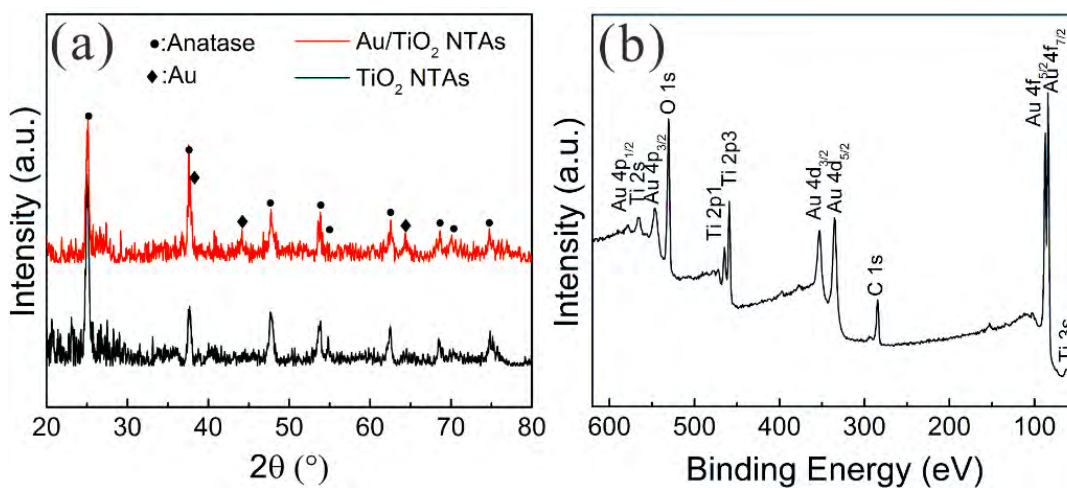 (a)
●:Anatase
◆:Au
Au/TiO₂ NTAs
TiO₂ NTAs
Intensity (a.u.)
20 30 40 50 60 70 80
2θ (°)
(b)
Intensity (a.u.)
Au 4p1/2
Ti 2s
Au 4p3/2
O 1s
Ti 2p1
Ti 2p3
Au 4d3/2
Au 4d5/2
C 1s
Au 4f5/2
Au 4f7/2
Ti 3s
600 500 400 300 200 100
Binding Energy (eV)